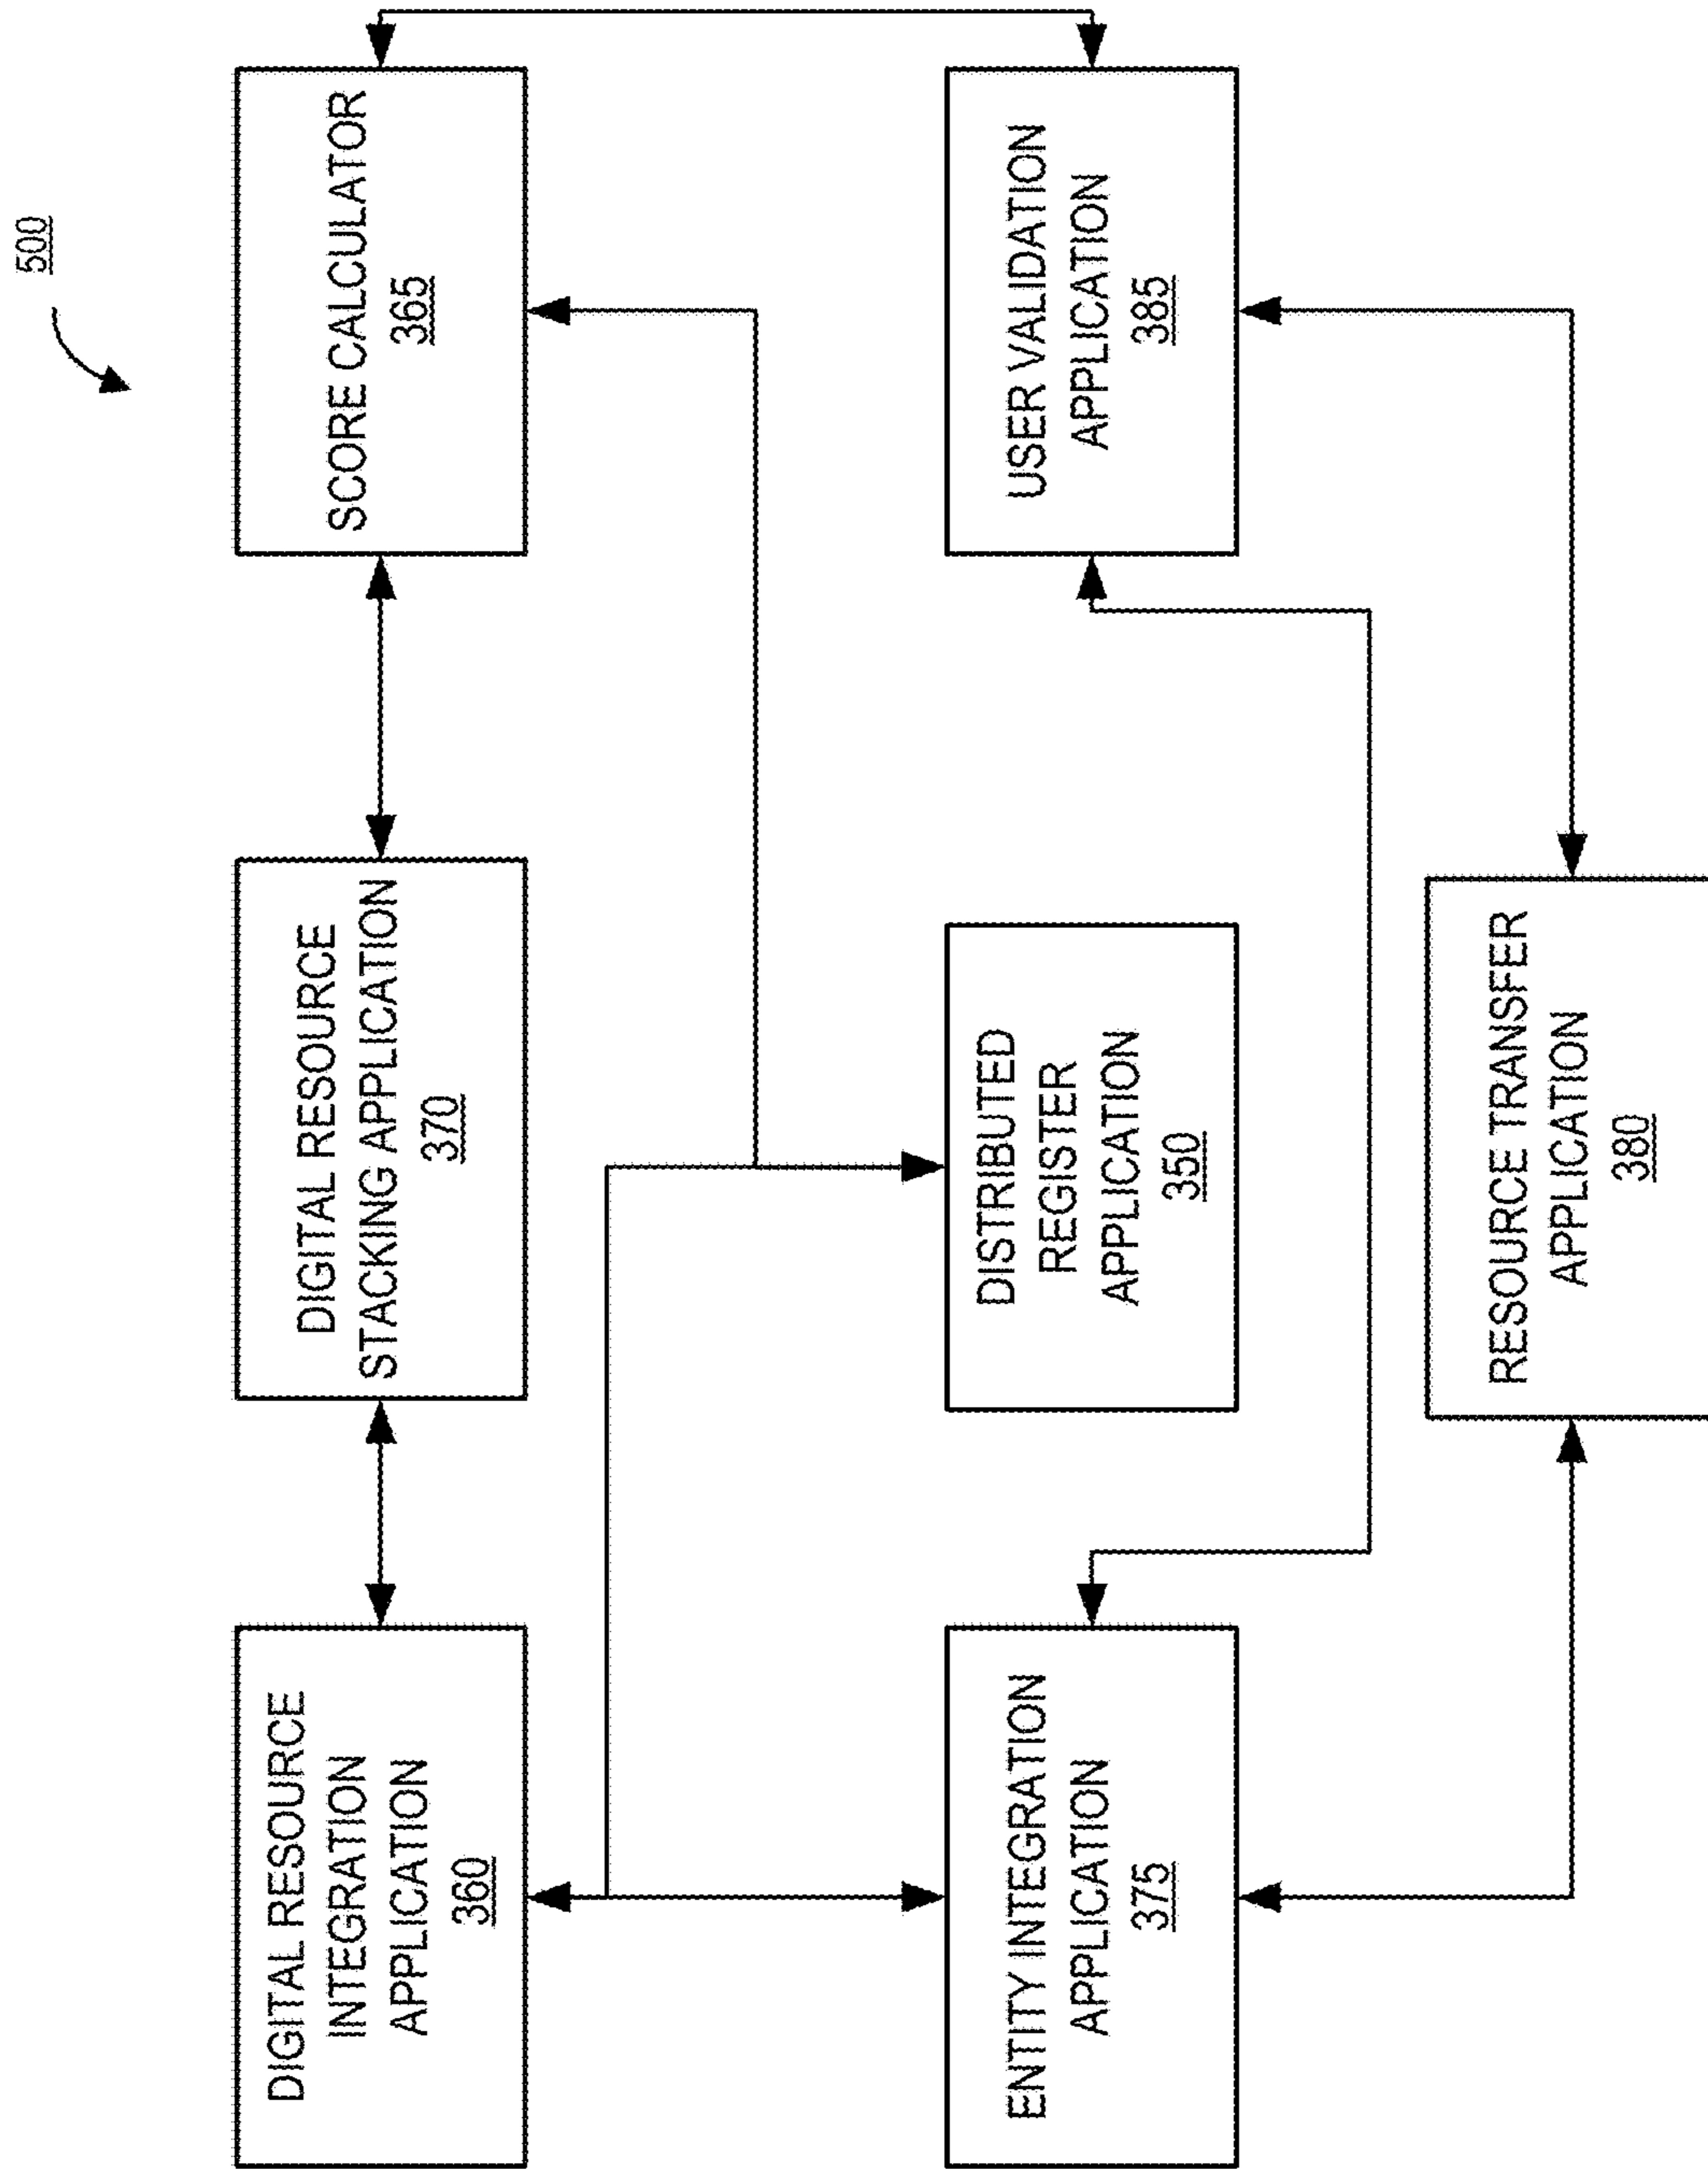 500
DIGITAL RESOURCE
INTEGRATION
APPLICATION
360
DIGITAL RESOURCE
STACKING APPLICATION
370
SCORE CALCULATOR
365
ENTITY INTEGRATION
APPLICATION
375
DISTRIBUTED
REGISTER
APPLICATION
350
USER VALIDATION
APPLICATION
385
RESOURCE TRANSFER
APPLICATION
380